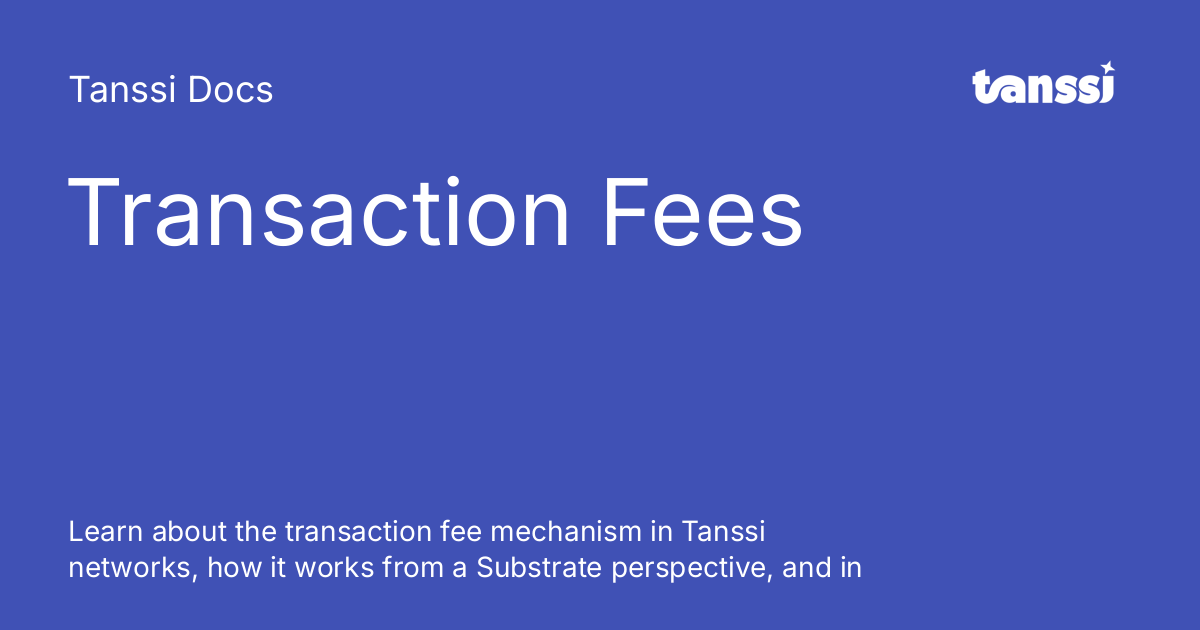 Tanssi Docs
tanssi
Transaction Fees
Learn about the transaction fee mechanism in Tanssi
networks, how it works from a Substrate perspective, and in